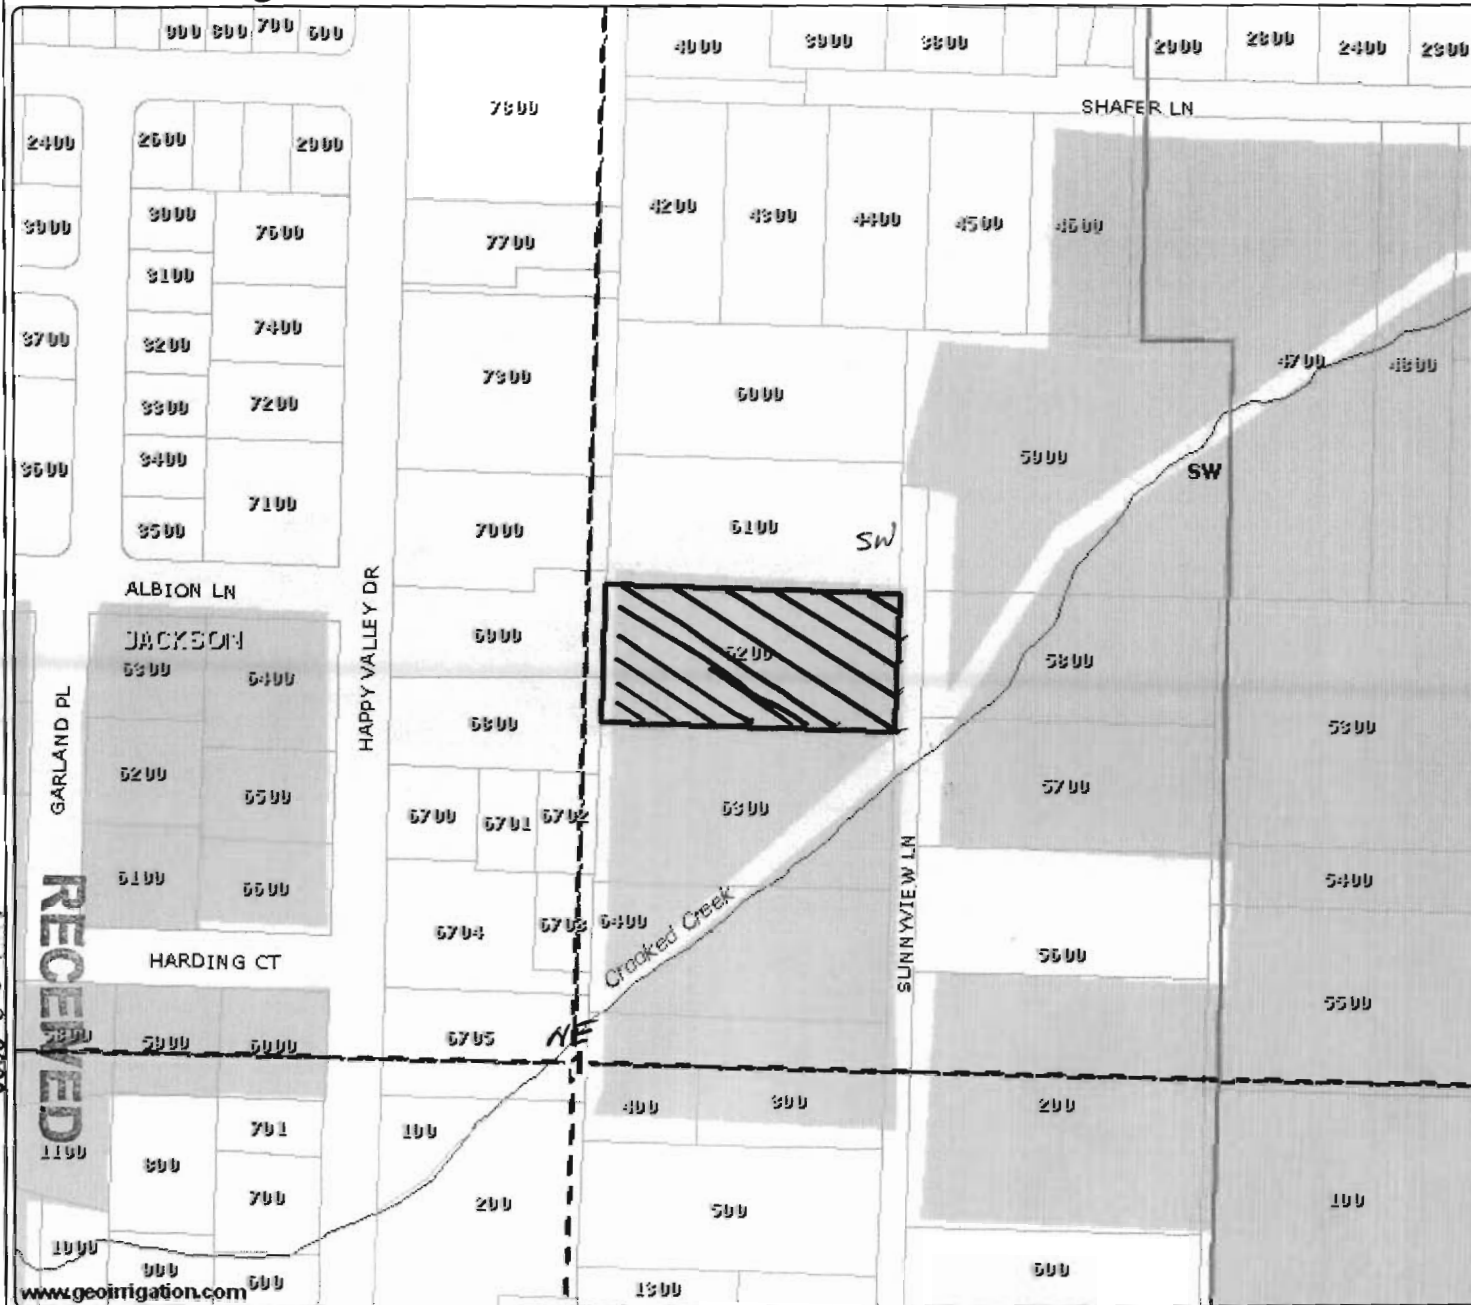 900 800 700 600
4000 3900 3800 2900 2800 2400 2300
7800
SHAFER LN
2400 2600 2900
3900 3000 7600 7700 4200 4300 4400 4500 4600
3100
3700 3200 7400 7300 6000 4700 4800
3300 7200
3600 3400 7100 7000 6100 5900 SW
3500 SW
ALBION LN
HAPPY VALLEY DR
JACKSON
6300 6400 6900 6200 5800
GARLAND PL
6800 5300
6200 6500 6700 6701 6702 6300 5700
SUNNYVIEW LN
6100 6600 5400
RECEIVED
6704 6703 6400 Crooked Creek
HARDING CT 5600
5500
5800 5900 6000 6705 NE
400 300 200
701 100
1100 800
700 200 500 100
1000
900 600 1300 600
www.geoirrigation.com